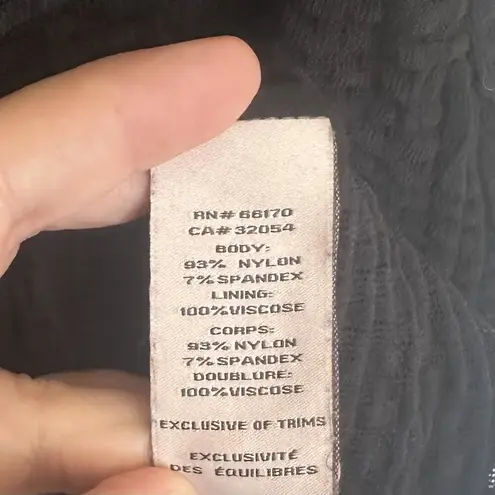 RN# 66170
CA# 32054
BODY:
93% NYLON
7% SPANDEX
LINING:
100% VISCOSE
CORPS:
93% NYLON
7% SPANDEX
DOUBLURE:
100% VISCOSE
EXCLUSIVE OF TRIMS
EXCLUSIVITÉ
DES ÉQUILIBRES